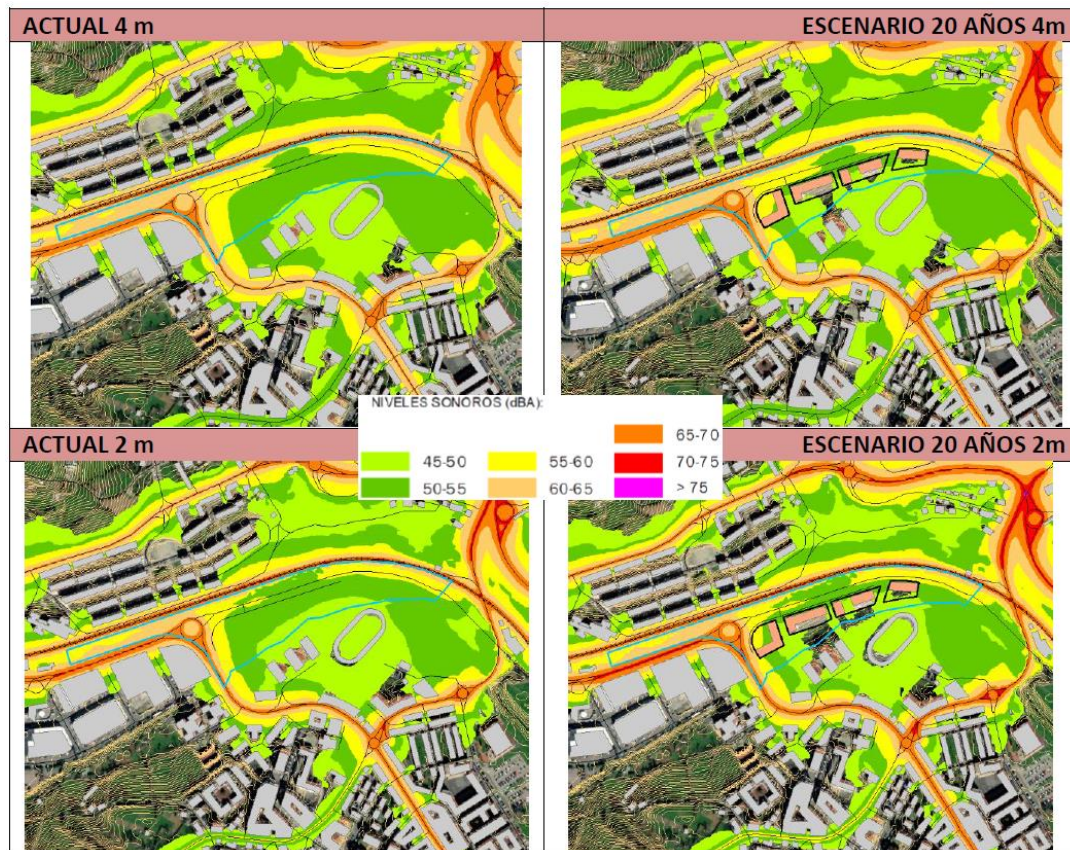 ACTUAL 4 m
ESCENARIO 20 AÑOS 4m
NIVELES SONOROS (dBA):
65-70
45-50
55-60
70-75
50-55
60-65
> 75
ACTUAL 2 m
ESCENARIO 20 AÑOS 2m